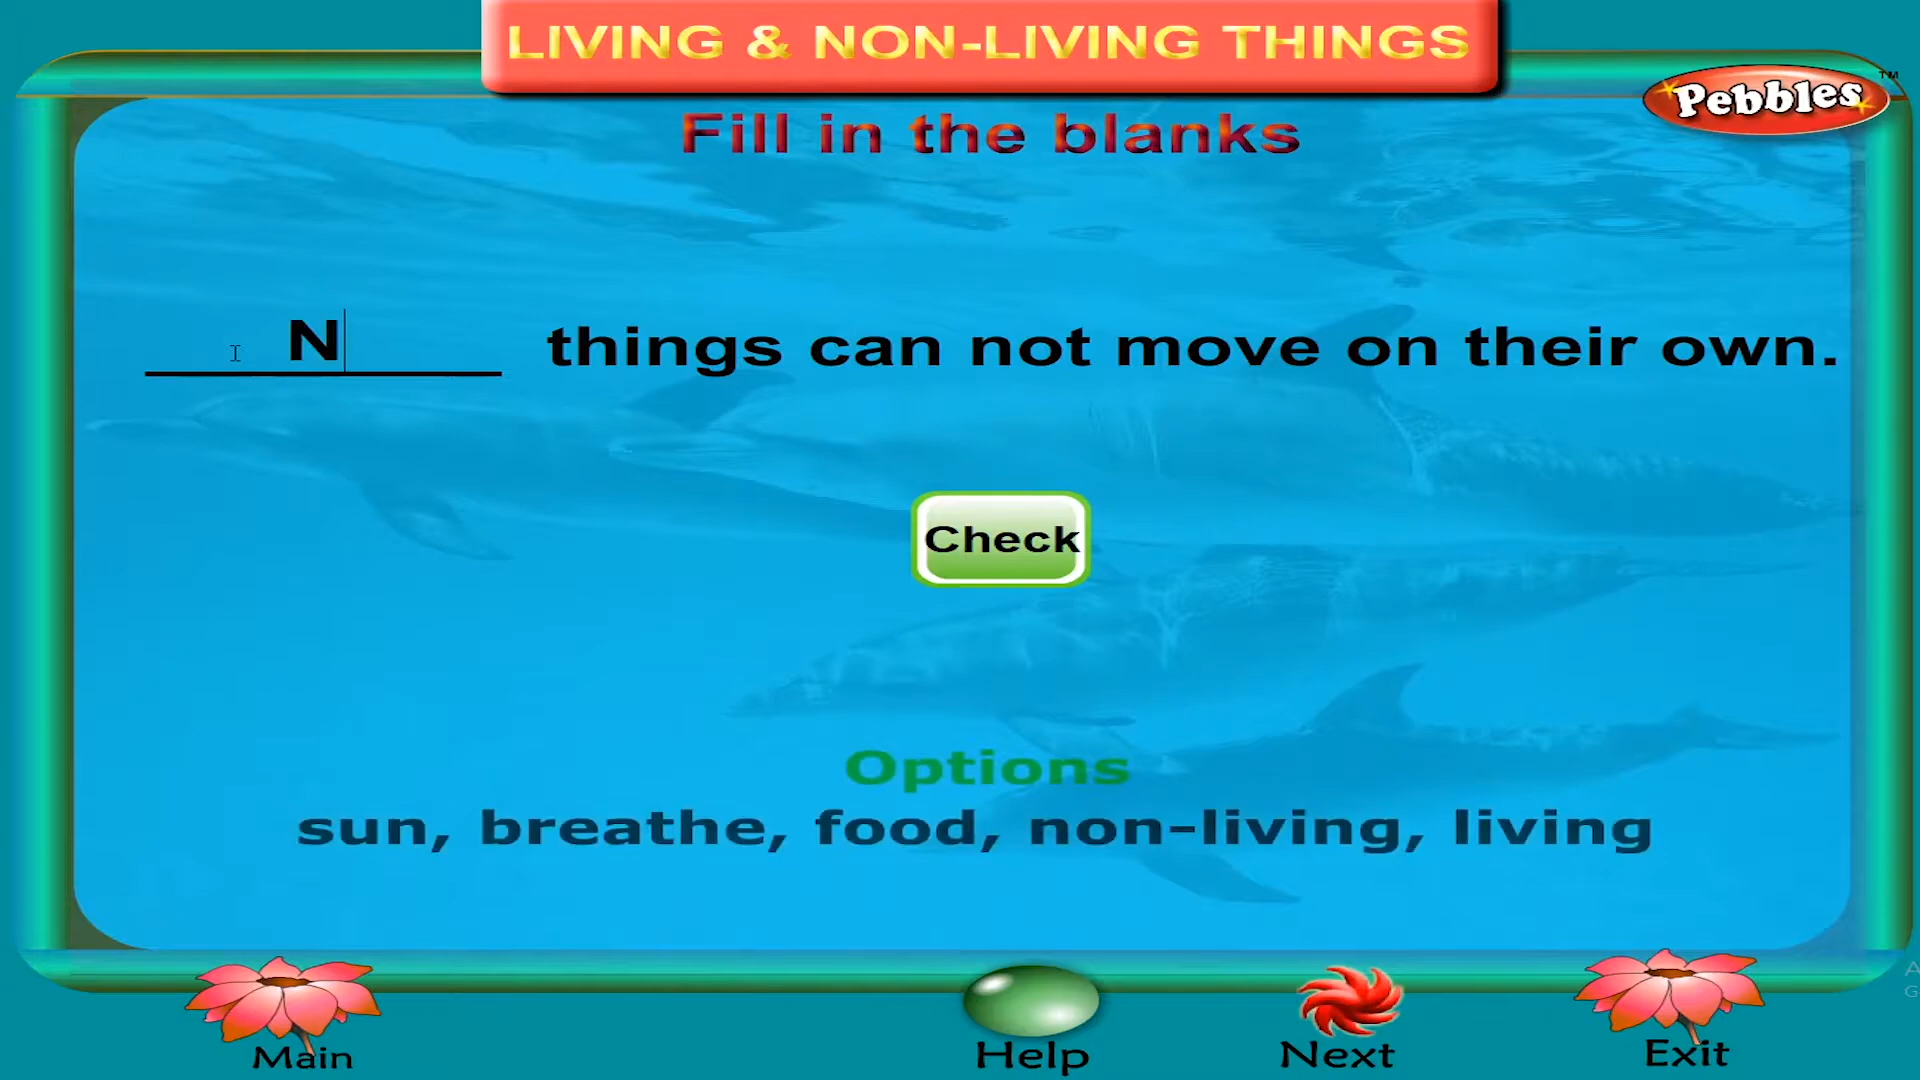 LIVING & NON-LIVING THINGS
Pebbles™
Fill in the blanks
N things can not move on their own.
Check
Options
sun, breathe, food, non-living, living
Main
Help
Next
Exit